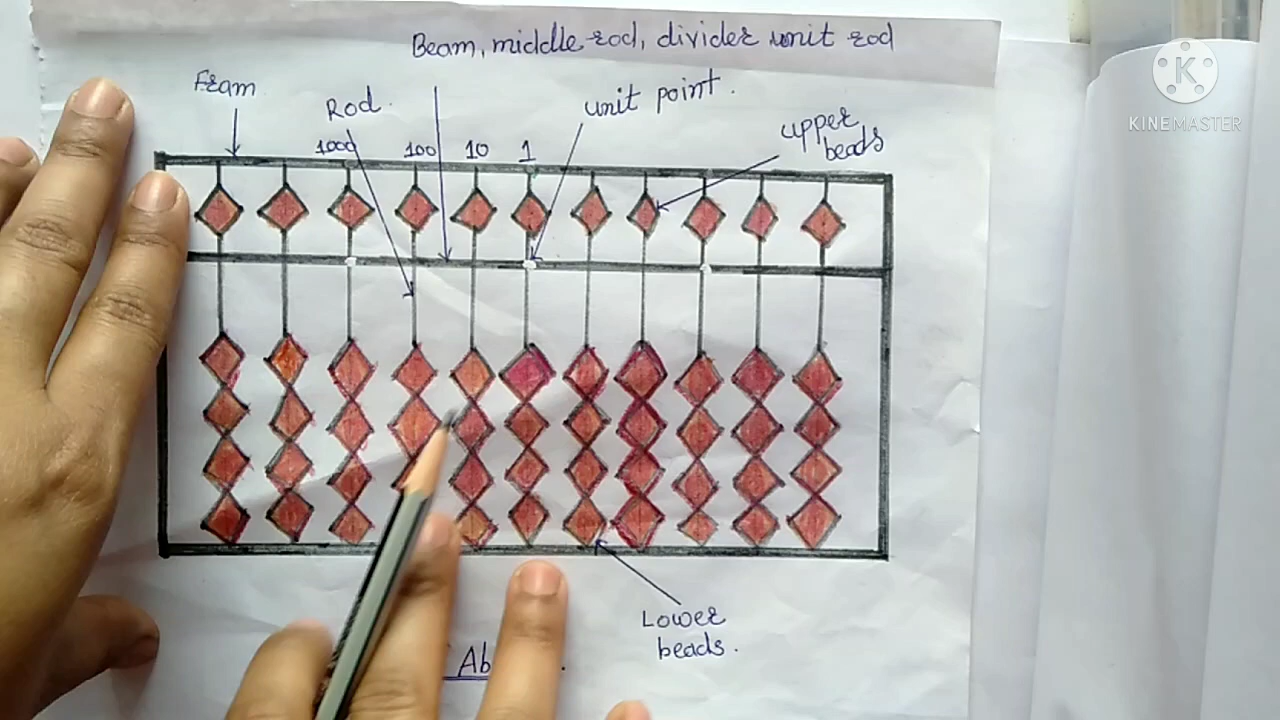 Beam, middle rod, divider unit rod
Fram
Rod.
unit point.
upper
beads
1000
100
10
1
Lower
beads.
K
KINEMASTER